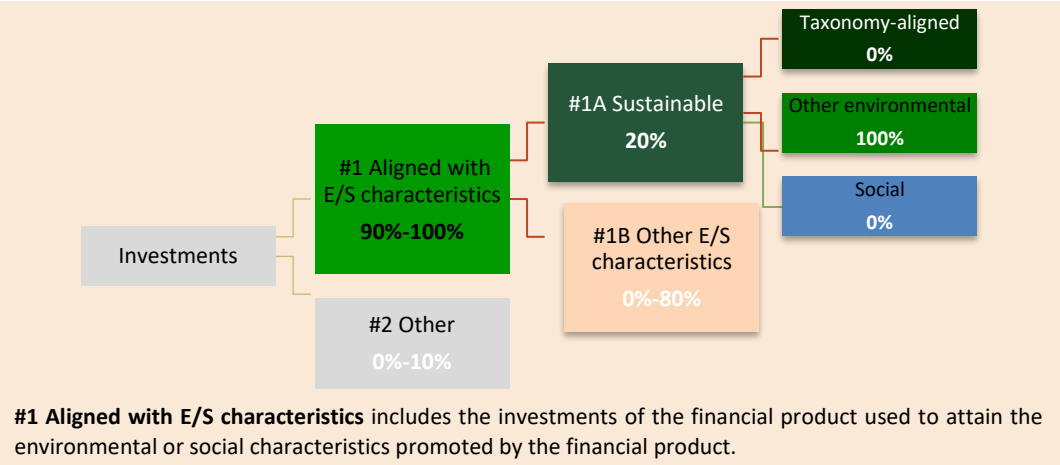 Taxonomy-aligned
0%
#1A Sustainable
20%
Other environmental
100%
#1 Aligned with
E/S characteristics
90%-100%
Social
0%
Investments
#1B Other E/S
characteristics
0%-80%
#2 Other
0%-10%
#1 Aligned with E/S characteristics includes the investments of the financial product used to attain the
environmental or social characteristics promoted by the financial product.